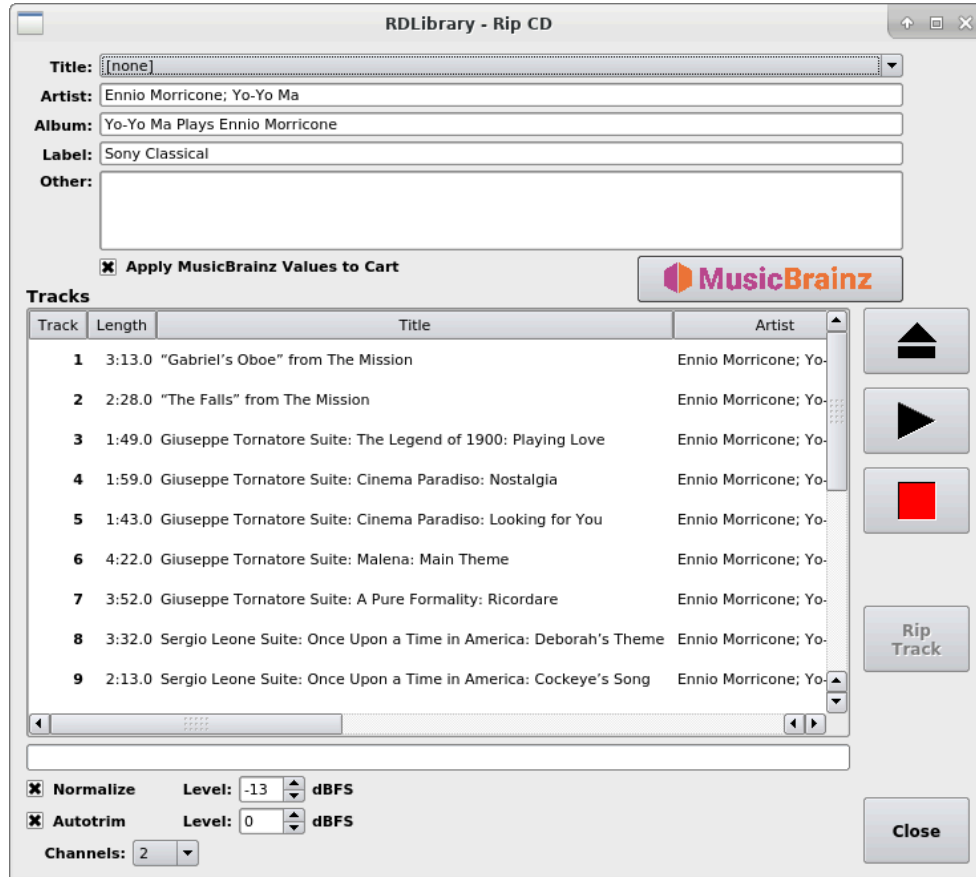 RDLibrary - Rip CD
Title: [none]
Artist: Ennio Morricone; Yo-Yo Ma
Album: Yo-Yo Ma Plays Ennio Morricone
Label: Sony Classical
Other:
Apply MusicBrainz Values to Cart
MusicBrainz
Tracks
Track Length Title Artist
1 3:13.0 “Gabriel’s Oboe” from The Mission Ennio Morricone; Yo-
2 2:28.0 “The Falls” from The Mission Ennio Morricone; Yo-
3 1:49.0 Giuseppe Tornatore Suite: The Legend of 1900: Playing Love Ennio Morricone; Yo-
4 1:59.0 Giuseppe Tornatore Suite: Cinema Paradiso: Nostalgia Ennio Morricone; Yo-
5 1:43.0 Giuseppe Tornatore Suite: Cinema Paradiso: Looking for You Ennio Morricone; Yo-
6 4:22.0 Giuseppe Tornatore Suite: Malena: Main Theme Ennio Morricone; Yo-
7 3:52.0 Giuseppe Tornatore Suite: A Pure Formality: Ricordare Ennio Morricone; Yo-
8 3:32.0 Sergio Leone Suite: Once Upon a Time in America: Deborah’s Theme Ennio Morricone; Yo-
9 2:13.0 Sergio Leone Suite: Once Upon a Time in America: Cockeye’s Song Ennio Morricone; Yo-
Rip
Track
Normalize Level: -13 dBFS
Autotrim Level: 0 dBFS
Channels: 2
Close